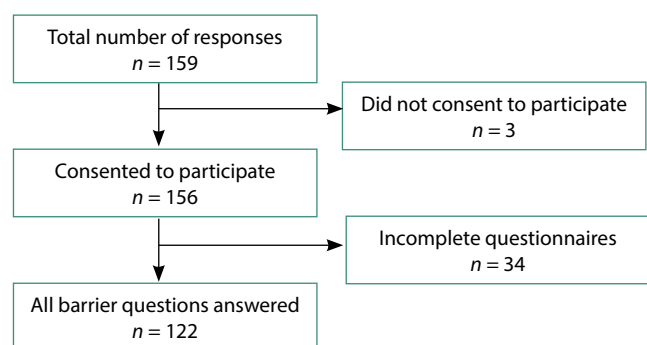 Total number of responses
n = 159
Did not consent to participate
n = 3
Consented to participate
n = 156
Incomplete questionnaires
n = 34
All barrier questions answered
n = 122